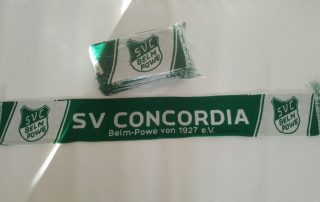 SVC
BELM
POWE
SVC
BELM
POWE
SV CONCORDIA
Belm-Powe von 1927 e.V.
SVC
BELM
POWE